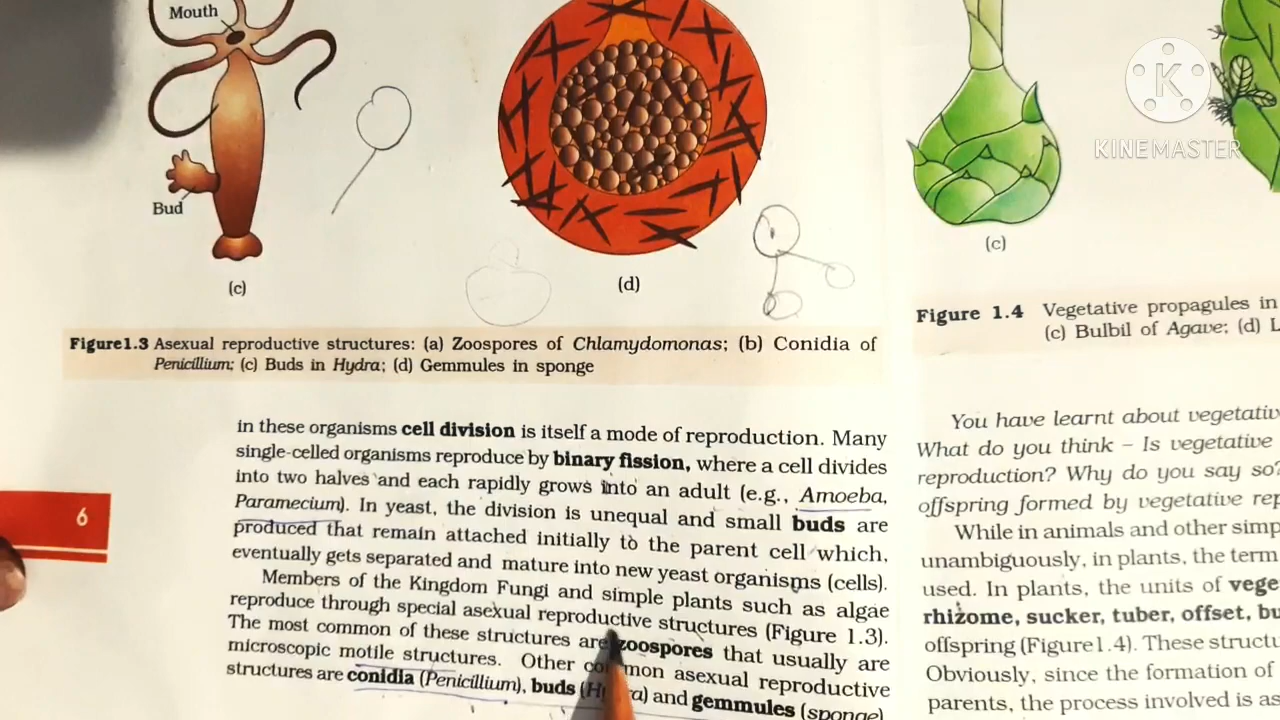 Mouth
Bud
(c)
(d)
Figure1.3 Asexual reproductive structures: (a) Zoospores of Chlamydomonas; (b) Conidia of
Penicillium; (c) Buds in Hydra; (d) Gemmules in sponge
in these organisms cell division is itself a mode of reproduction. Many
single-celled organisms reproduce by binary fission, where a cell divides
into two halves and each rapidly grows into an adult (e.g., Amoeba,
Paramecium). In yeast, the division is unequal and small buds are
produced that remain attached initially to the parent cell which,
eventually gets separated and mature into new yeast organisms (cells).
Members of the Kingdom Fungi and simple plants such as algae
reproduce through special asexual reproductive structures (Figure 1.3).
The most common of these structures are zoospores that usually are
microscopic motile structures. Other common asexual reproductive
structures are conidia (Penicillium), buds (Hydra) and gemmules (sponge)
6
KINEMASTER
(c)
Figure 1.4 Vegetative propagules in
(c) Bulbil of Agave; (d) L
You have learnt about vegetativ
What do you think – Is vegetative
reproduction? Why do you say so?
offspring formed by vegetative rep
While in animals and other simp
unambiguously, in plants, the term
used. In plants, the units of vege
rhizome, sucker, tuber, offset, bu
offspring (Figure1.4). These structu
Obviously, since the formation of
parents, the process involved is as